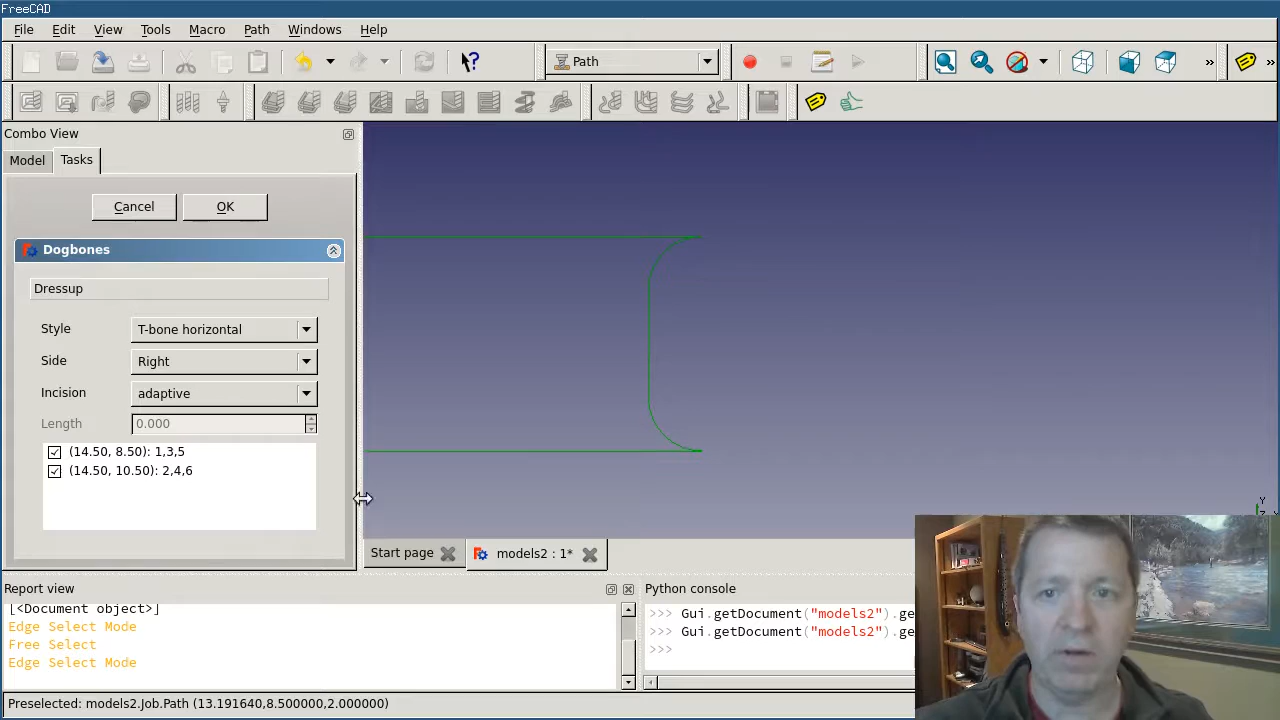 FreeCAD
File Edit View Tools Macro Path Windows Help
Path
»
»
Combo View
Model Tasks
Cancel OK
Dogbones
Dressup
Style T-bone horizontal
Side Right
Incision adaptive
Length 0.000
(14.50, 8.50): 1,3,5
(14.50, 10.50): 2,4,6
Y
Start page models2 : 1*
Report view
[<Document object>]
Edge Select Mode
Free Select
Edge Select Mode
Python console
>>> Gui.getDocument("models2").ge
>>> Gui.getDocument("models2").ge
>>>
Preselected: models2.Job.Path (13.191640,8.500000,2.000000)